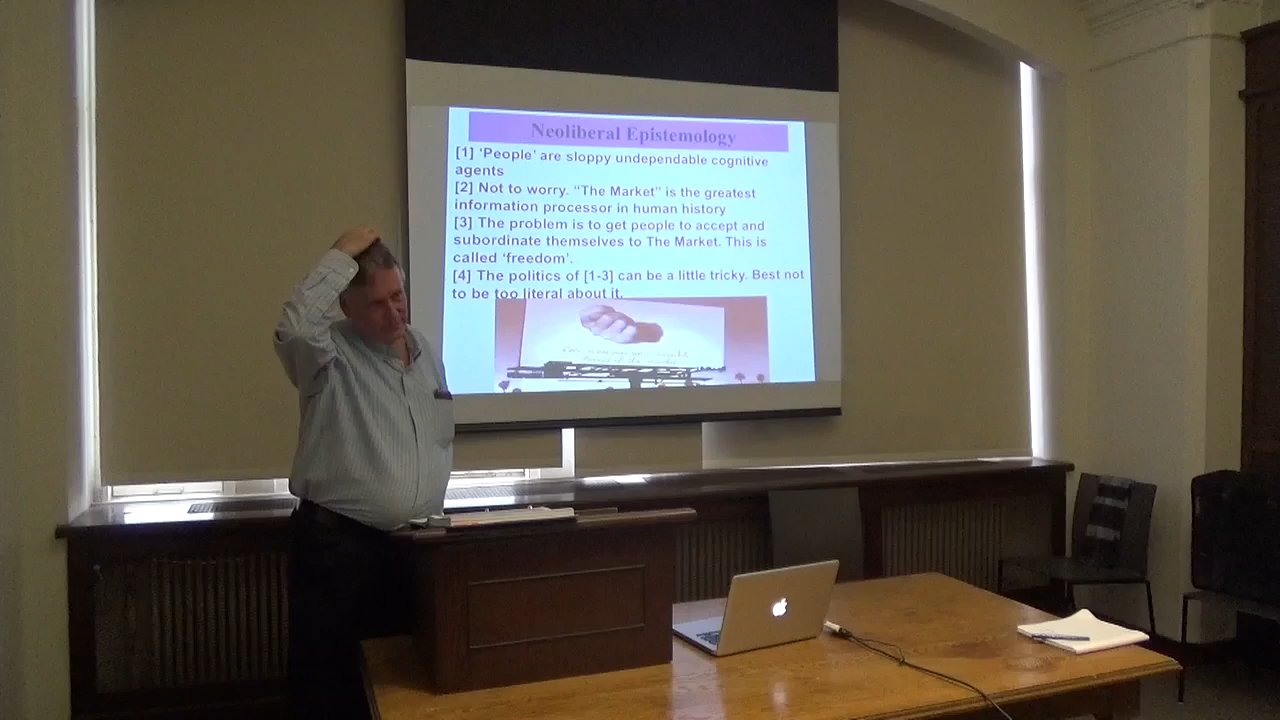 Neoliberal Epistemology
[1] ‘People’ are sloppy undependable cognitive
agents
[2] Not to worry. “The Market” is the greatest
information processor in human history
[3] The problem is to get people to accept and
subordinate themselves to The Market. This is
called ‘freedom’.
[4] The politics of [1-3] can be a little tricky. Best not
to be too literal about it.
of the market